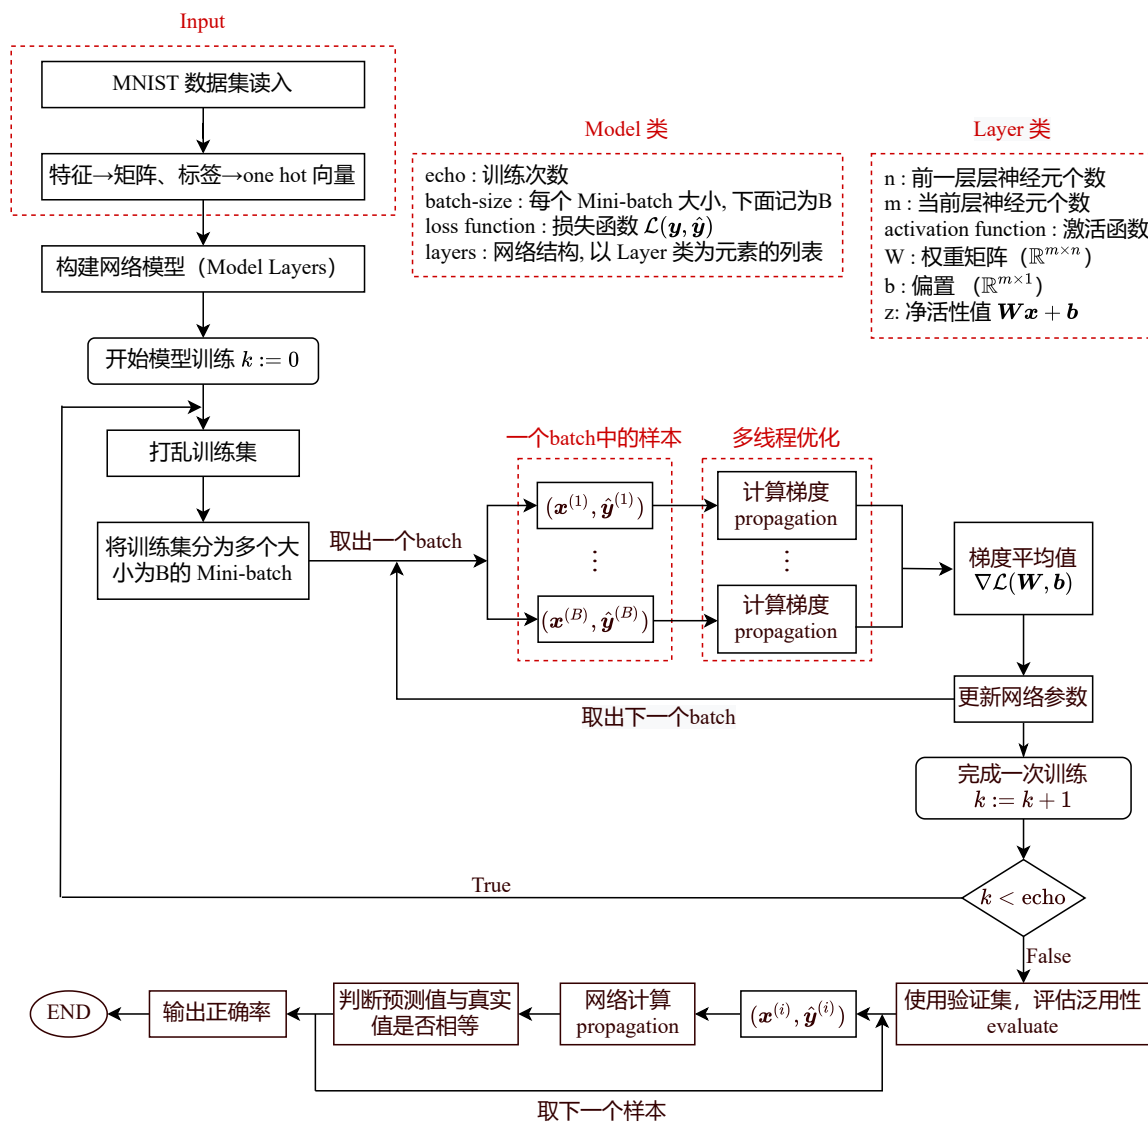 Input
MNIST 数据集读入
特征→矩阵、标签→one hot 向量
构建网络模型（Model Layers）
开始模型训练 k := 0
打乱训练集
将训练集分为多个大
小为B的 Mini-batch
Model 类
echo : 训练次数
batch-size : 每个 Mini-batch 大小, 下面记为B
loss function : 损失函数 ℒ(y, ŷ)
layers : 网络结构, 以 Layer 类为元素的列表
Layer 类
n : 前一层层神经元个数
m : 当前层神经元个数
activation function : 激活函数
W : 权重矩阵（ℝ^{m×n}）
b : 偏置 （ℝ^{m×1}）
z: 净活性值 Wx + b
取出一个batch
一个batch中的样本
(x^{(1)}, ŷ^{(1)})
⋮
(x^{(B)}, ŷ^{(B)})
多线程优化
计算梯度
propagation
⋮
计算梯度
propagation
梯度平均值
∇ℒ(W, b)
更新网络参数
取出下一个batch
完成一次训练
k := k + 1
k < echo
True
False
使用验证集，评估泛用性
evaluate
(x^{(i)}, ŷ^{(i)})
网络计算
propagation
判断预测值与真实
值是否相等
输出正确率
END
取下一个样本